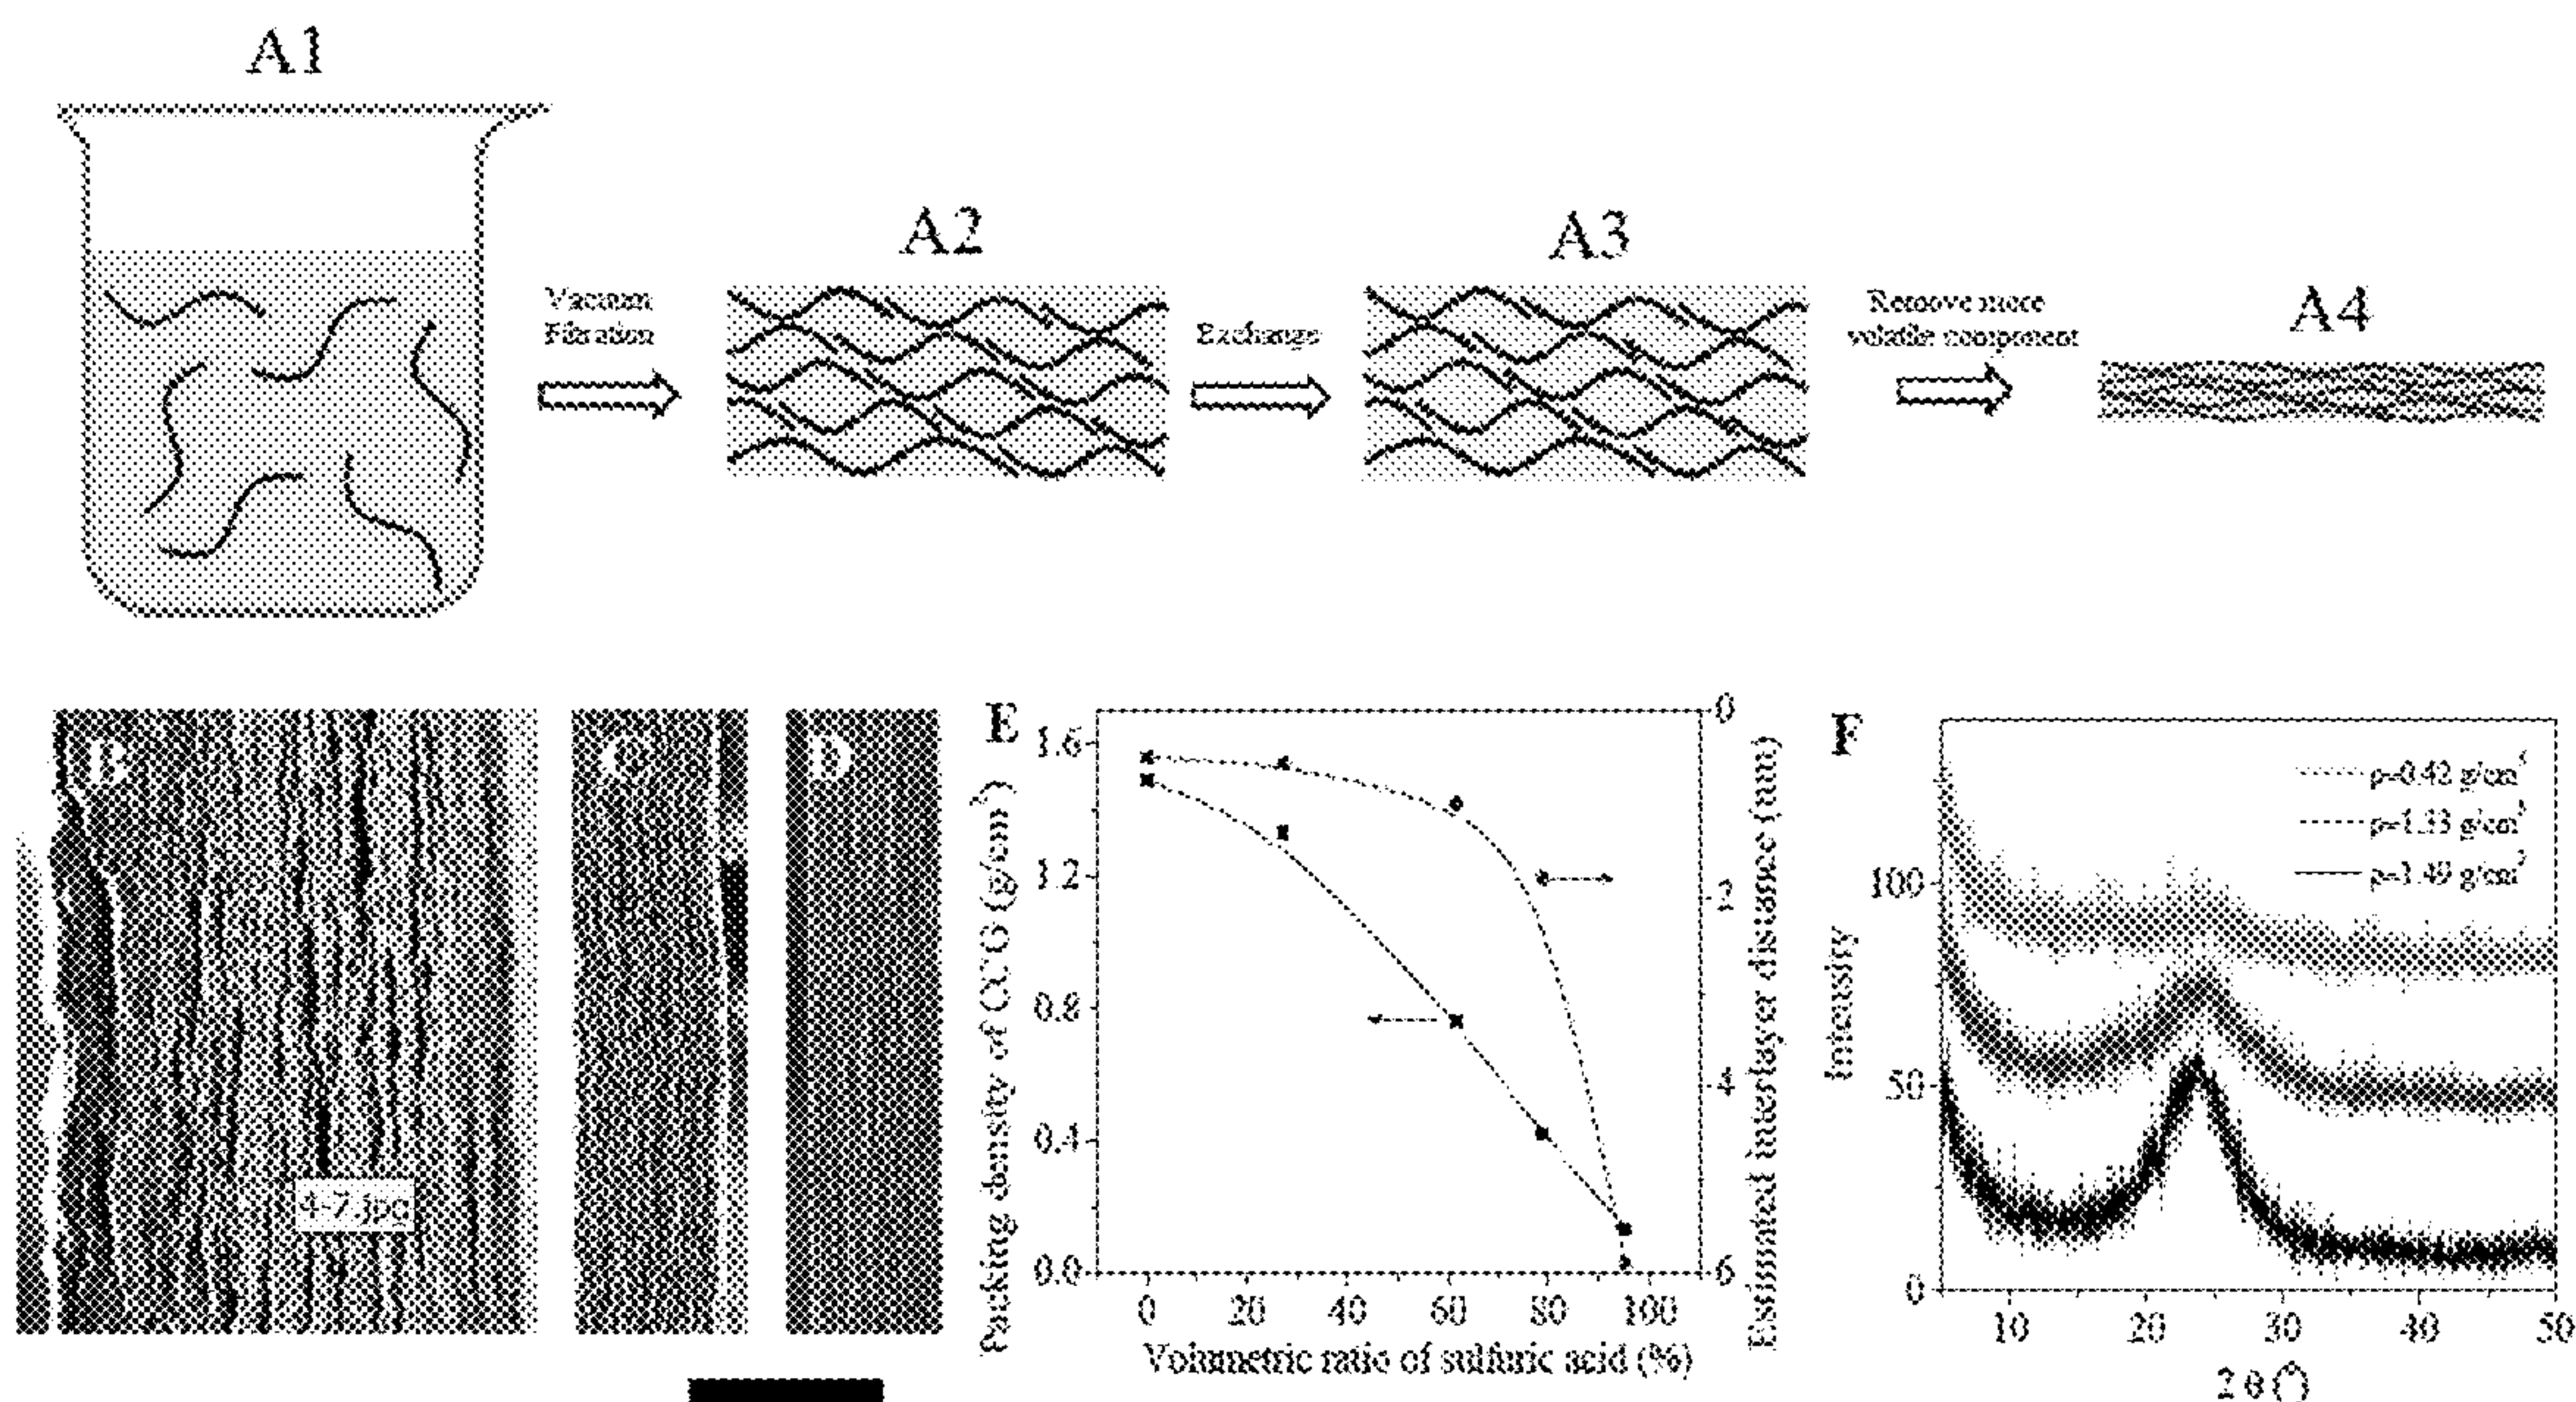 A1
A2
A3
A4
Vacuum
Filtration
Exchange
Remove more
volatile component
B
C
D
4-7.jpg
E
Packing density of CCG (g/cm³)
1.6
1.2
0.8
0.4
0.0
0
2
4
6
Estimated interlayer distance (nm)
0 20 40 60 80 100
Volumetric ratio of sulfuric acid (%)
F
Intensity
100
50
0
ρ=0.42 g/cm³
ρ=1.33 g/cm³
ρ=1.49 g/cm³
10 20 30 40 50
2θ(°)